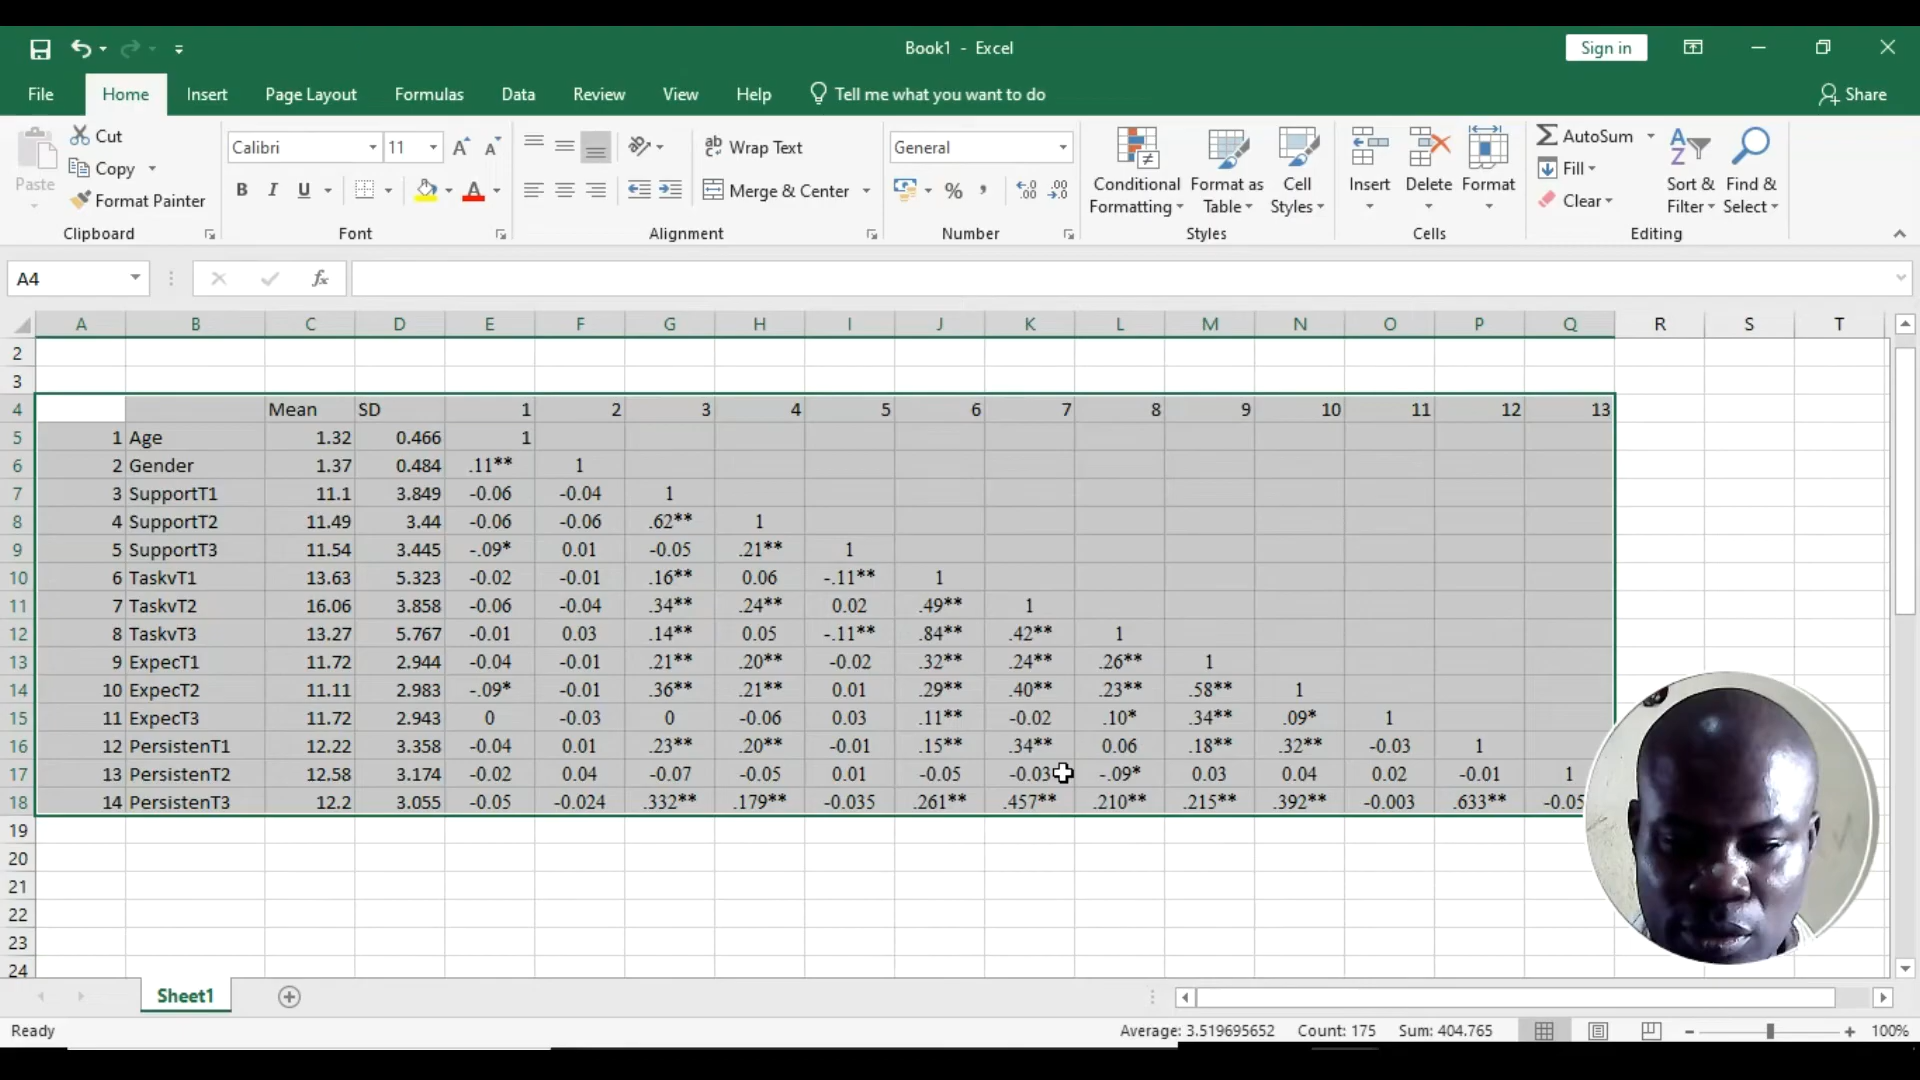 Book1 - Excel
Sign in
File Home Insert Page Layout Formulas Data Review View Help Tell me what you want to do Share
Paste
Cut
Copy
Format Painter
Clipboard
Calibri 11
B I U
Font
Wrap Text
Merge & Center
Alignment
General
Number
Conditional Formatting
Format as Table
Cell Styles
Styles
Insert Delete Format
Cells
AutoSum
Fill
Clear
Sort & Filter
Find & Select
Editing
A4 fx
A B C D E F G H I J K L M N O P Q R S T
2
3
4 Mean SD 1 2 3 4 5 6 7 8 9 10 11 12 13
5 1 Age 1.32 0.466 1
6 2 Gender 1.37 0.484 .11** 1
7 3 SupportT1 11.1 3.849 -0.06 -0.04 1
8 4 SupportT2 11.49 3.44 -0.06 -0.06 .62** 1
9 5 SupportT3 11.54 3.445 -.09* 0.01 -0.05 .21** 1
10 6 TaskvT1 13.63 5.323 -0.02 -0.01 .16** 0.06 -.11** 1
11 7 TaskvT2 16.06 3.858 -0.06 -0.04 .34** .24** 0.02 .49** 1
12 8 TaskvT3 13.27 5.767 -0.01 0.03 .14** 0.05 -.11** .84** .42** 1
13 9 ExpecT1 11.72 2.944 -0.04 -0.01 .21** .20** -0.02 .32** .24** .26** 1
14 10 ExpecT2 11.11 2.983 -.09* -0.01 .36** .21** 0.01 .29** .40** .23** .58** 1
15 11 ExpecT3 11.72 2.943 0 -0.03 0 -0.06 0.03 .11** -0.02 .10* .34** .09* 1
16 12 PersistenT1 12.22 3.358 -0.04 0.01 .23** .20** -0.01 .15** .34** 0.06 .18** .32** -0.03 1
17 13 PersistenT2 12.58 3.174 -0.02 0.04 -0.07 -0.05 0.01 -0.05 -0.03 -.09* 0.03 0.04 0.02 -0.01 1
18 14 PersistenT3 12.2 3.055 -0.05 -0.024 .332** .179** -0.035 .261** .457** .210** .215** .392** -0.003 .633**
19
20
21
22
23
24
Sheet1
Ready Average: 3.519695652 Count: 175 Sum: 404.765 100%